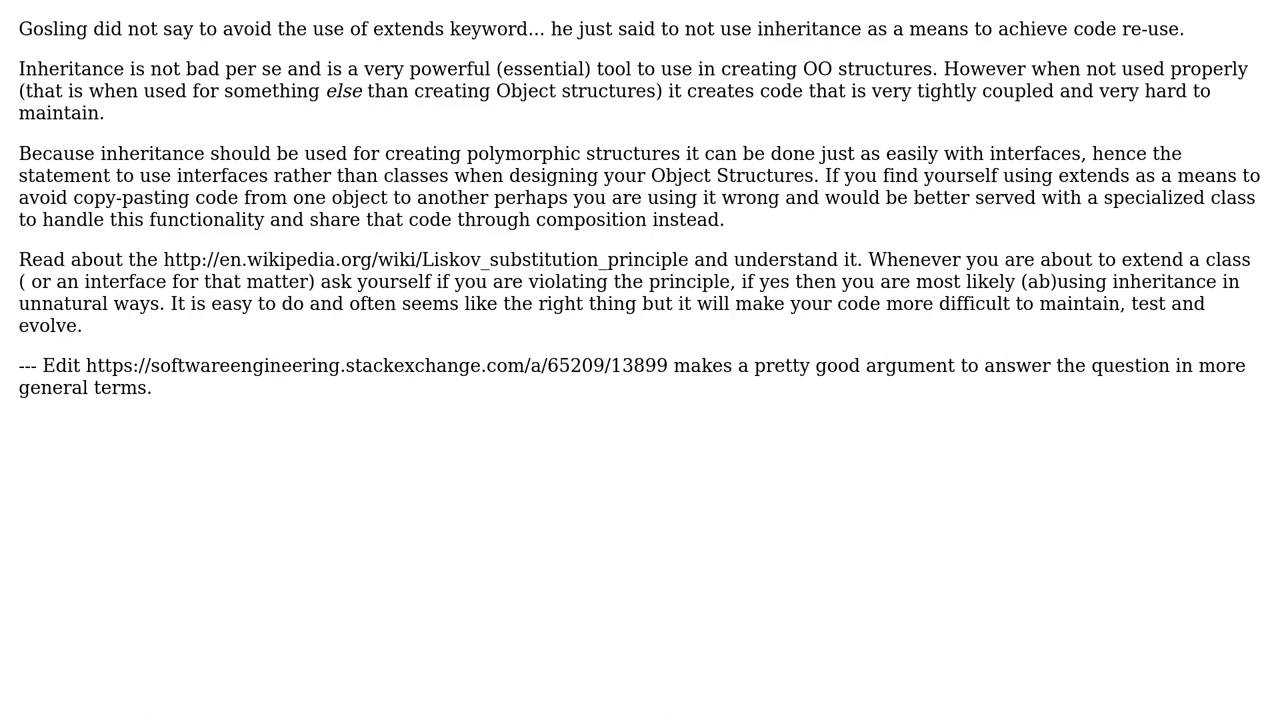 Gosling did not say to avoid the use of extends keyword... he just said to not use inheritance as a means to achieve code re-use.
Inheritance is not bad per se and is a very powerful (essential) tool to use in creating OO structures. However when not used properly
(that is when used for something else than creating Object structures) it creates code that is very tightly coupled and very hard to
maintain.
Because inheritance should be used for creating polymorphic structures it can be done just as easily with interfaces, hence the
statement to use interfaces rather than classes when designing your Object Structures. If you find yourself using extends as a means to
avoid copy-pasting code from one object to another perhaps you are using it wrong and would be better served with a specialized class
to handle this functionality and share that code through composition instead.
Read about the http://en.wikipedia.org/wiki/Liskov_substitution_principle and understand it. Whenever you are about to extend a class
( or an interface for that matter) ask yourself if you are violating the principle, if yes then you are most likely (ab)using inheritance in
unnatural ways. It is easy to do and often seems like the right thing but it will make your code more difficult to maintain, test and
evolve.
--- Edit https://softwareengineering.stackexchange.com/a/65209/13899 makes a pretty good argument to answer the question in more
general terms.